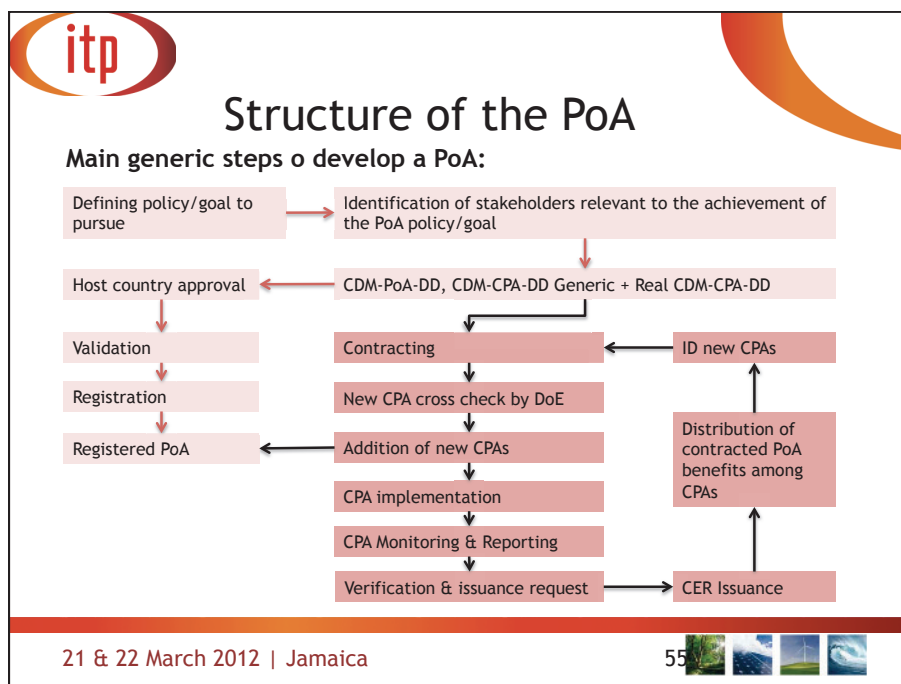 itp
Structure of the PoA
Main generic steps o develop a PoA:
Defining policy/goal to
pursue
Identification of stakeholders relevant to the achievement of
the PoA policy/goal
Host country approval
CDM-PoA-DD, CDM-CPA-DD Generic + Real CDM-CPA-DD
Validation
Contracting
ID new CPAs
Registration
New CPA cross check by DoE
Distribution of
contracted PoA
benefits among
CPAs
Registered PoA
Addition of new CPAs
CPA implementation
CPA Monitoring & Reporting
Verification & issuance request
CER Issuance
21 & 22 March 2012 | Jamaica
55